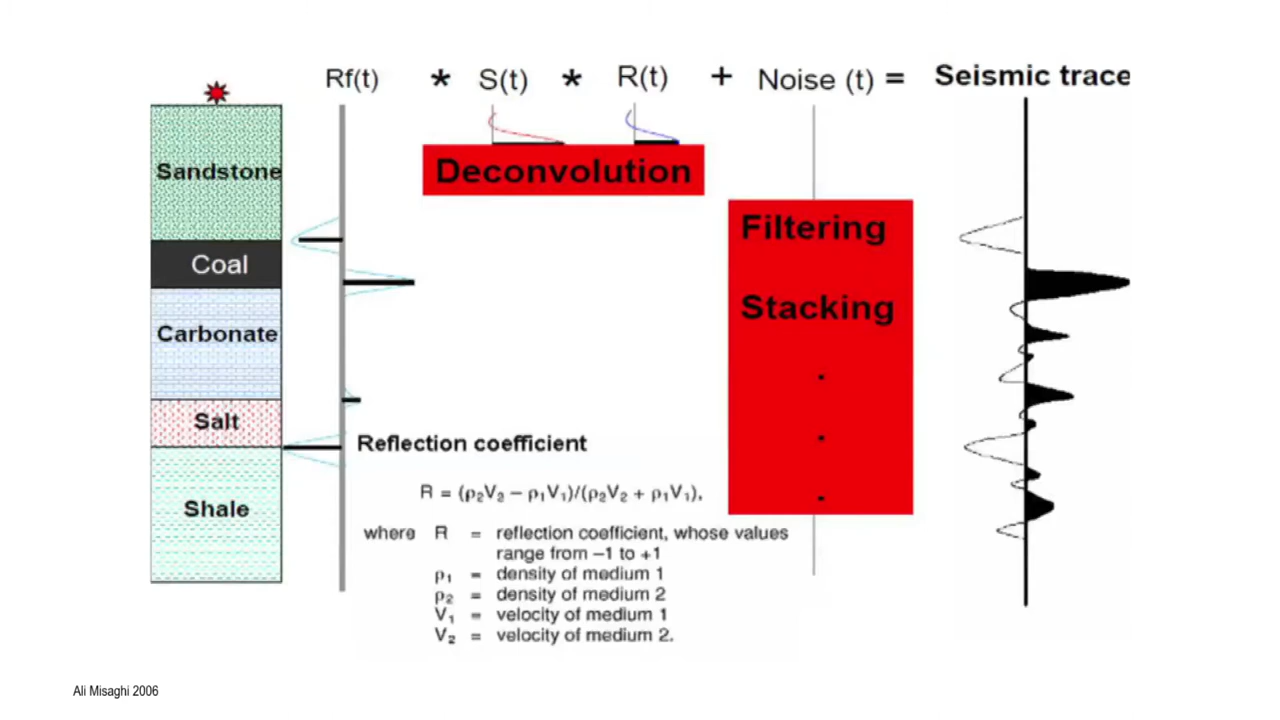 Rf(t) * S(t) * R(t) + Noise (t) = Seismic trace
Sandstone
Coal
Carbonate
Salt
Shale
Deconvolution
Filtering
Stacking
.
.
.
Reflection coefficient
R = (ρ₂V₂ – ρ₁V₁)/(ρ₂V₂ + ρ₁V₁),
where R = reflection coefficient, whose values
range from –1 to +1
ρ₁ = density of medium 1
ρ₂ = density of medium 2
V₁ = velocity of medium 1
V₂ = velocity of medium 2.
Ali Misaghi 2006